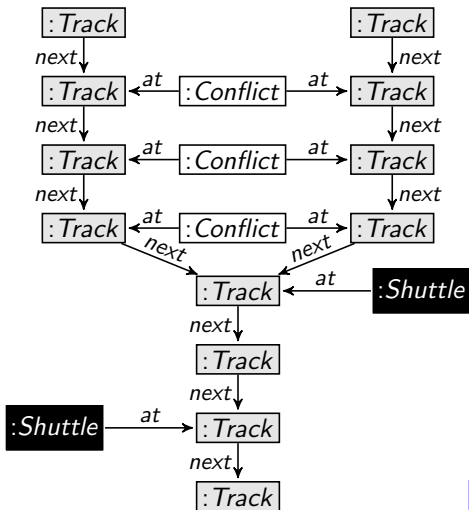 :Track :Track
next next
:Track at :Conflict at :Track
next next
:Track at :Conflict at :Track
next next
:Track at :Conflict at :Track
next next
:Track at :Shuttle
next
:Track
next
:Shuttle at :Track
next
:Track